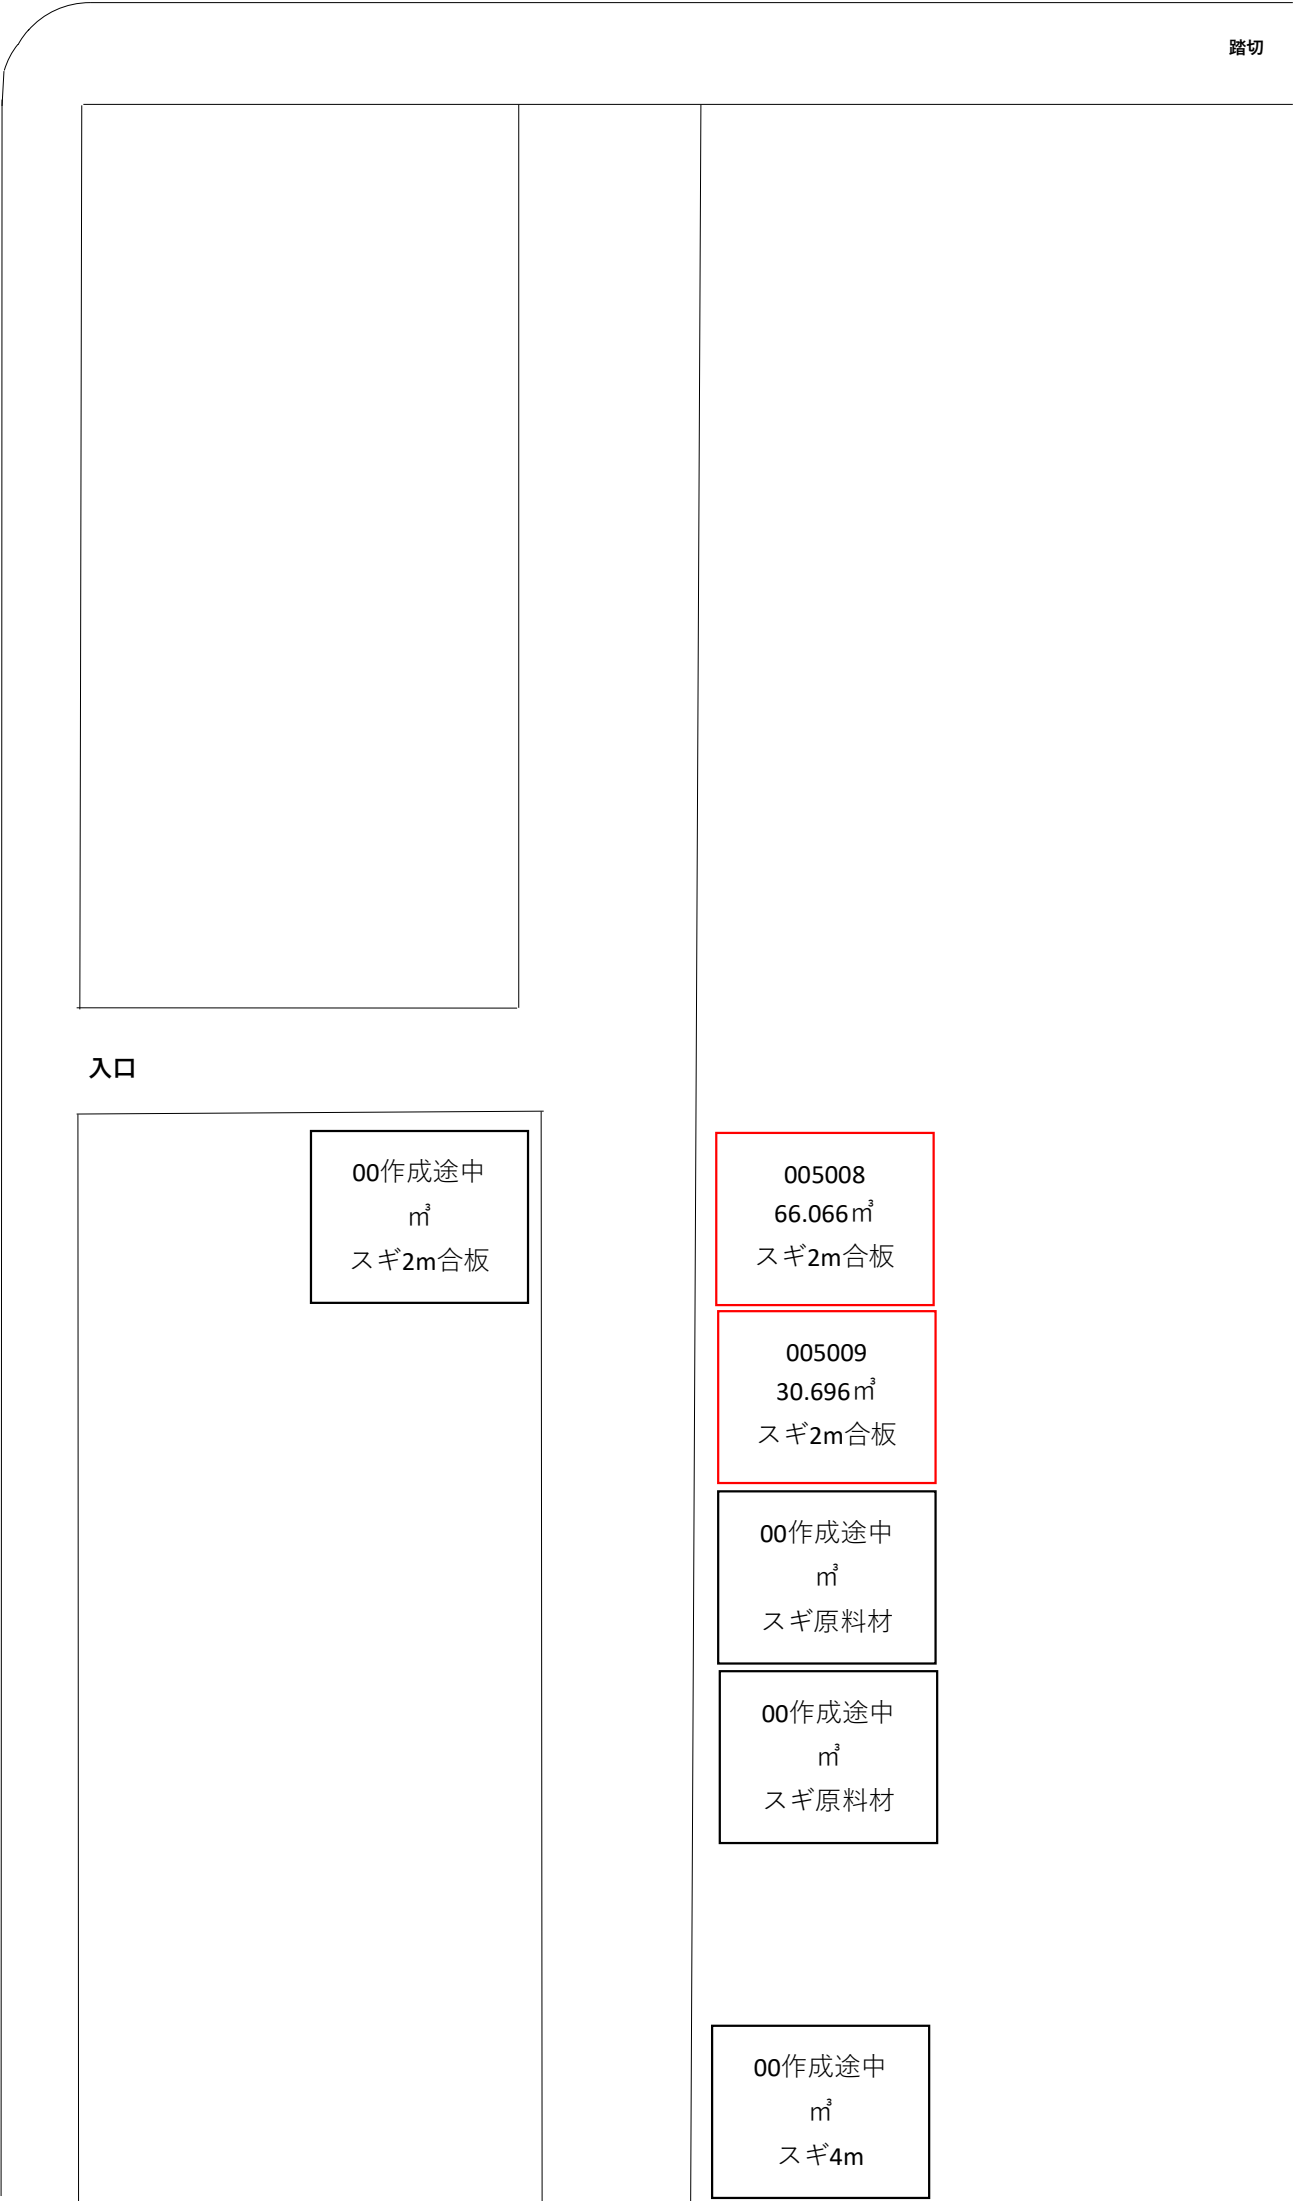 踏切
入口
00作成途中
㎥
スギ2m合板
005008
66.066㎥
スギ2m合板
005009
30.696㎥
スギ2m合板
00作成途中
㎥
スギ原料材
00作成途中
㎥
スギ原料材
00作成途中
㎥
スギ4m